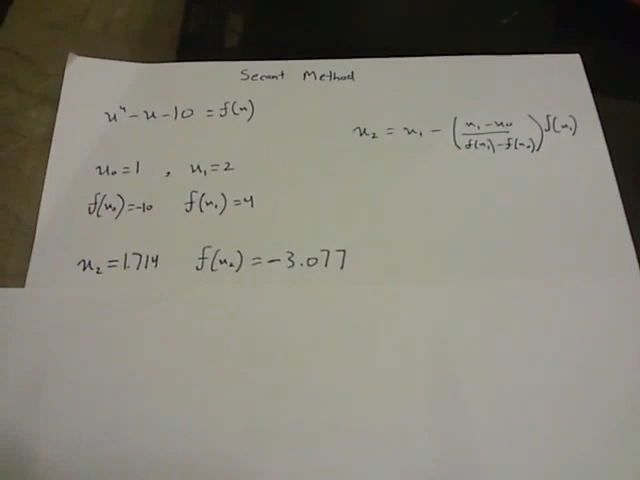 Secant Method
x⁴ - x - 10 = f(x)
x₂ = x₁ - ((x₁ - x₀)/(f(x₁) - f(x₀))) f(x₁)
x₀ = 1 , x₁ = 2
f(x₀) = -10 f(x₁) = 4
x₂ = 1.714 f(x₂) = -3.077